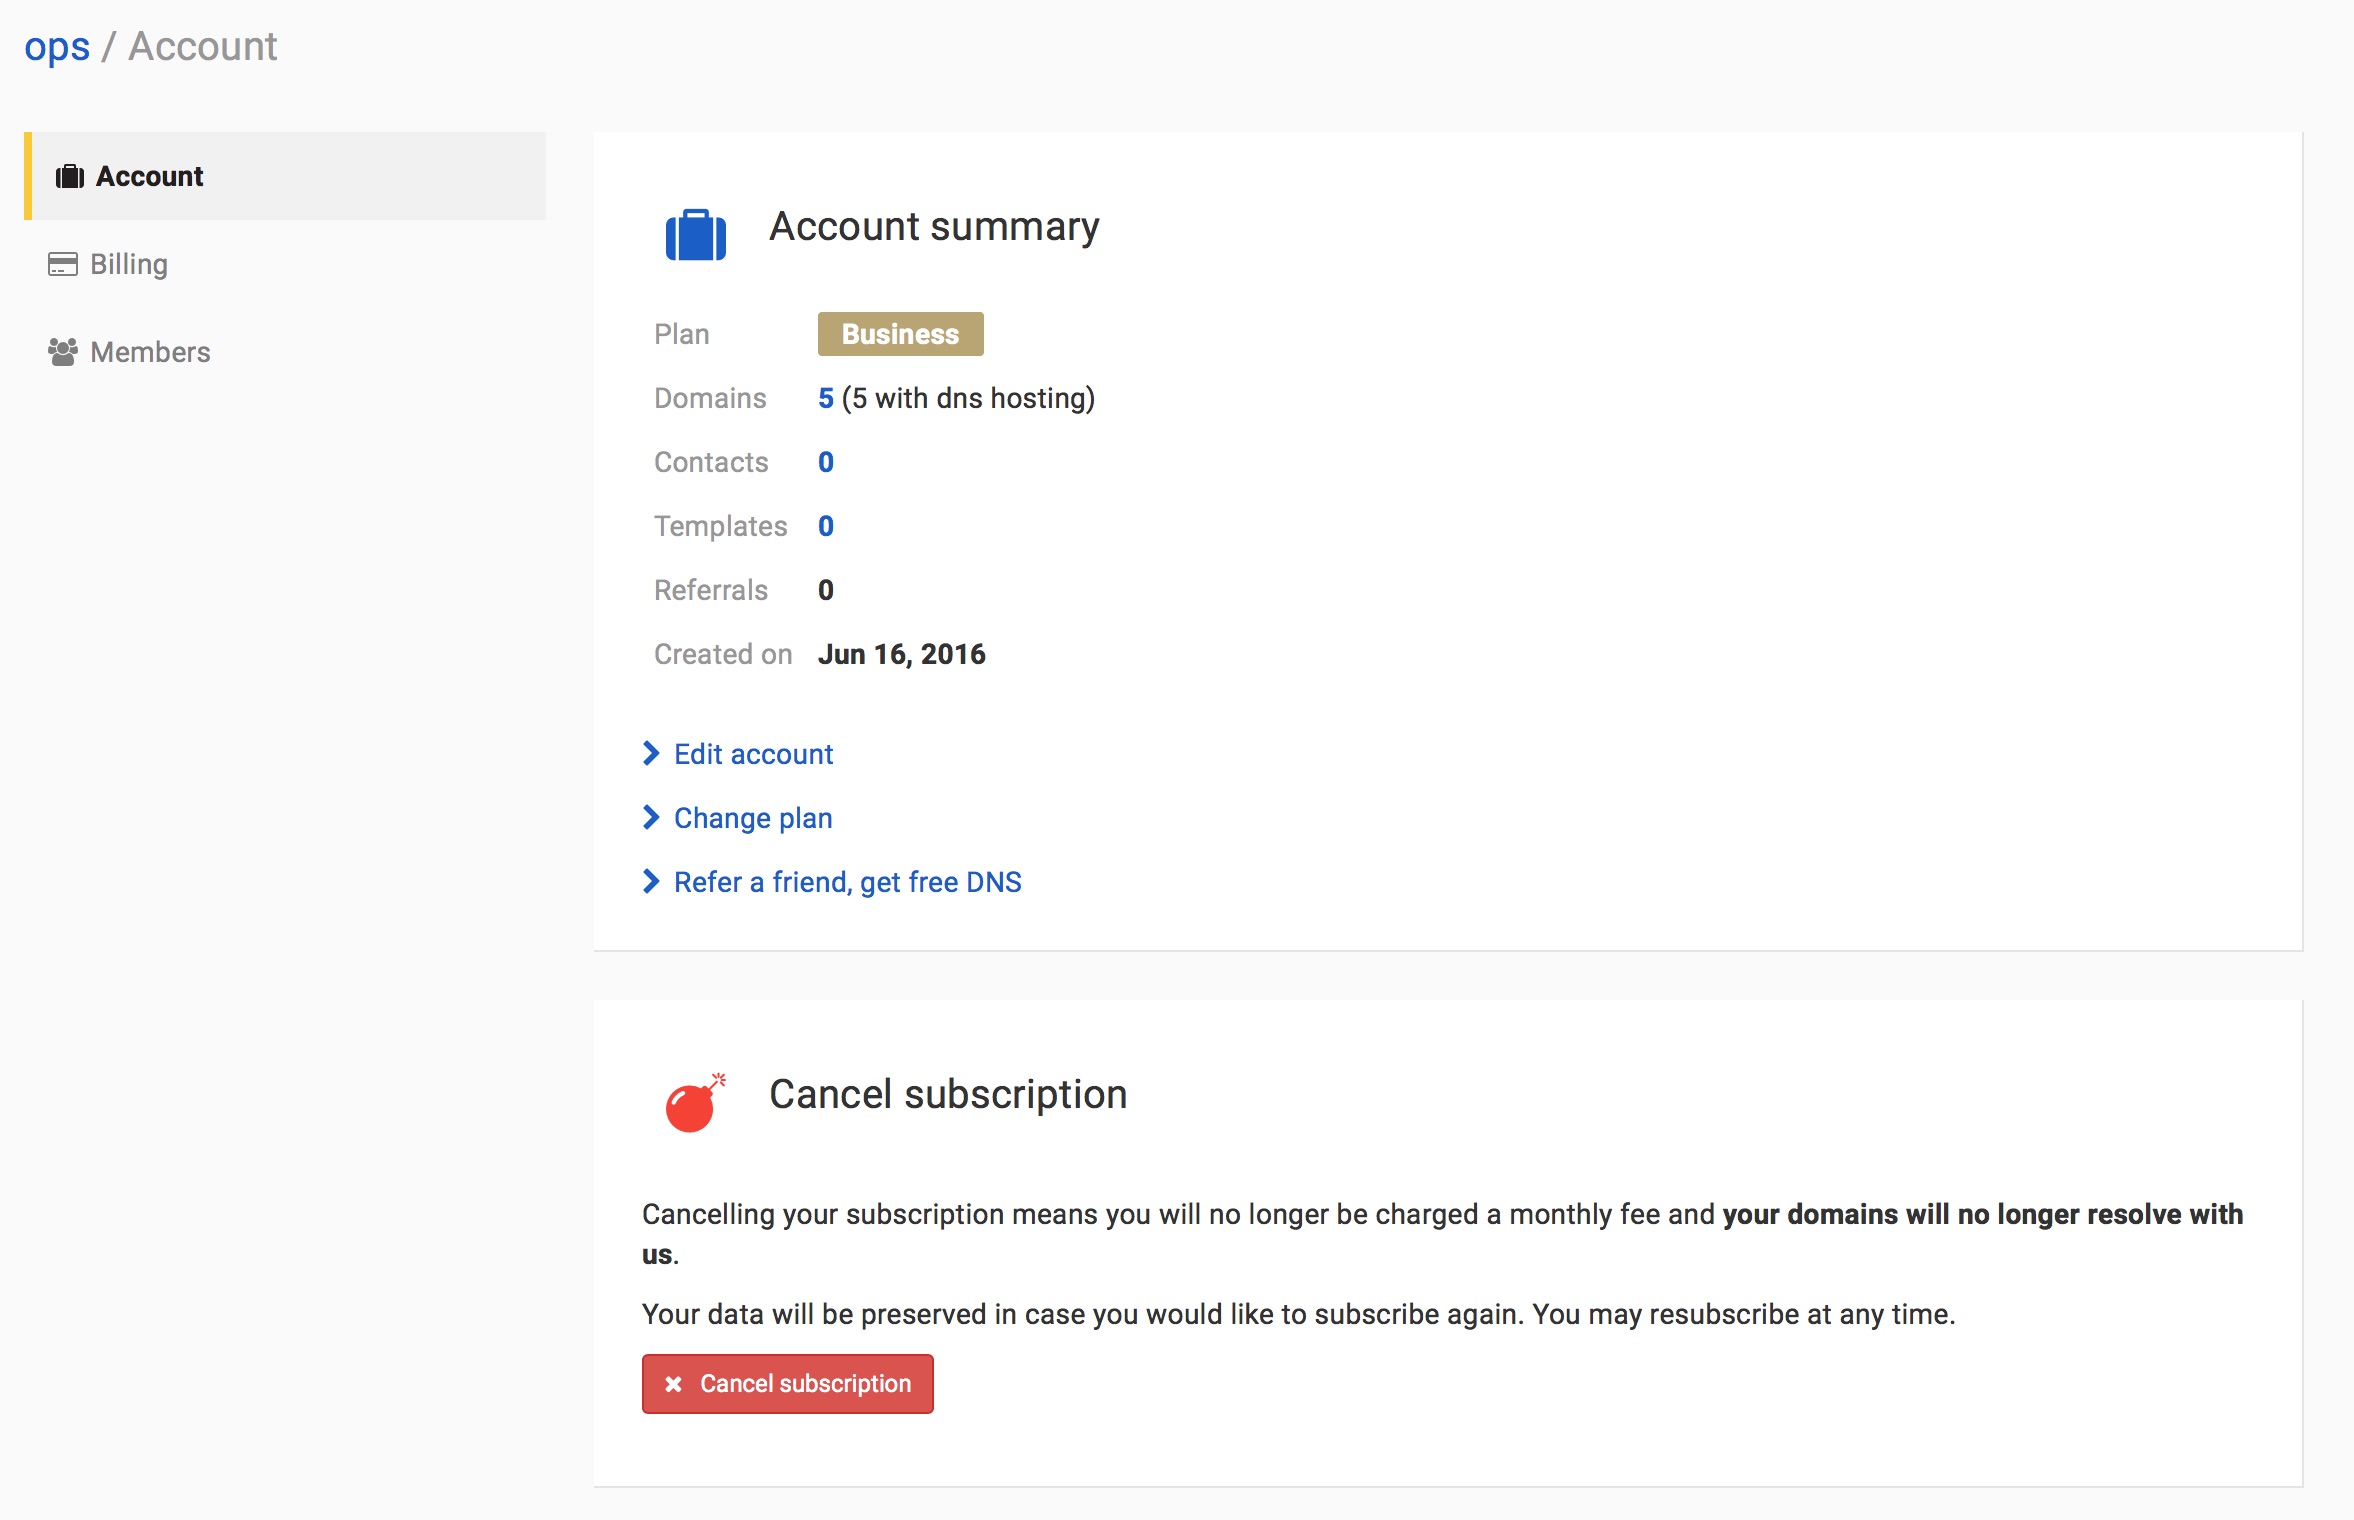 ops / Account
Account
Billing
Members
Account summary
Plan Business
Domains 5 (5 with dns hosting)
Contacts 0
Templates 0
Referrals 0
Created on Jun 16, 2016
Edit account
Change plan
Refer a friend, get free DNS
Cancel subscription
Cancelling your subscription means you will no longer be charged a monthly fee and your domains will no longer resolve with
us.
Your data will be preserved in case you would like to subscribe again. You may resubscribe at any time.
Cancel subscription